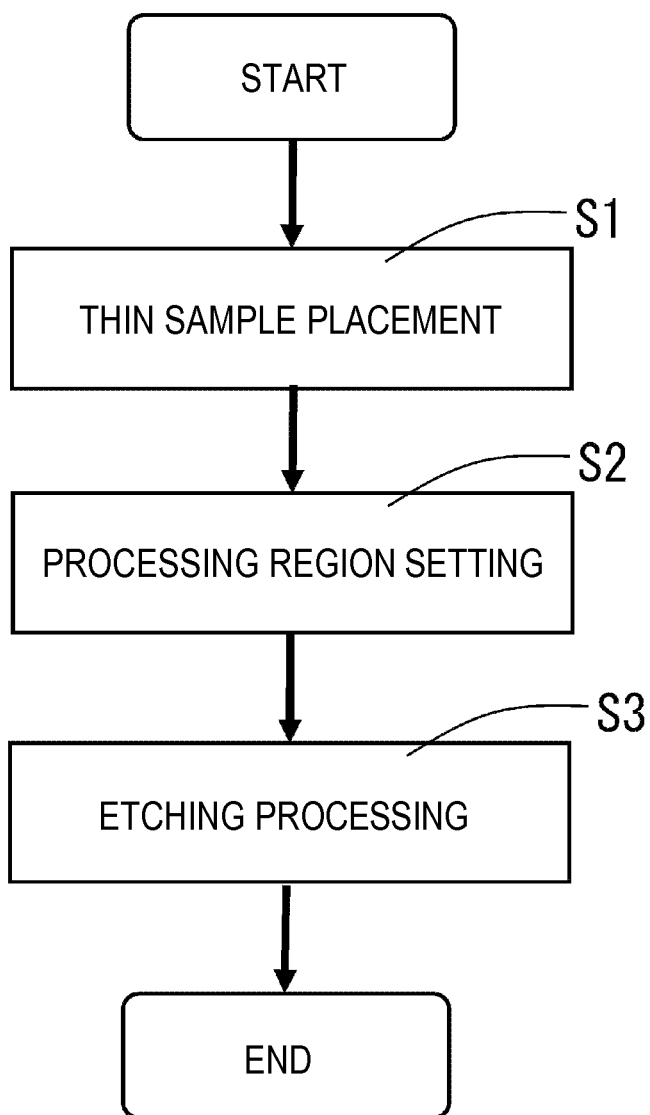 START
S1
THIN SAMPLE PLACEMENT
S2
PROCESSING REGION SETTING
S3
ETCHING PROCESSING
END